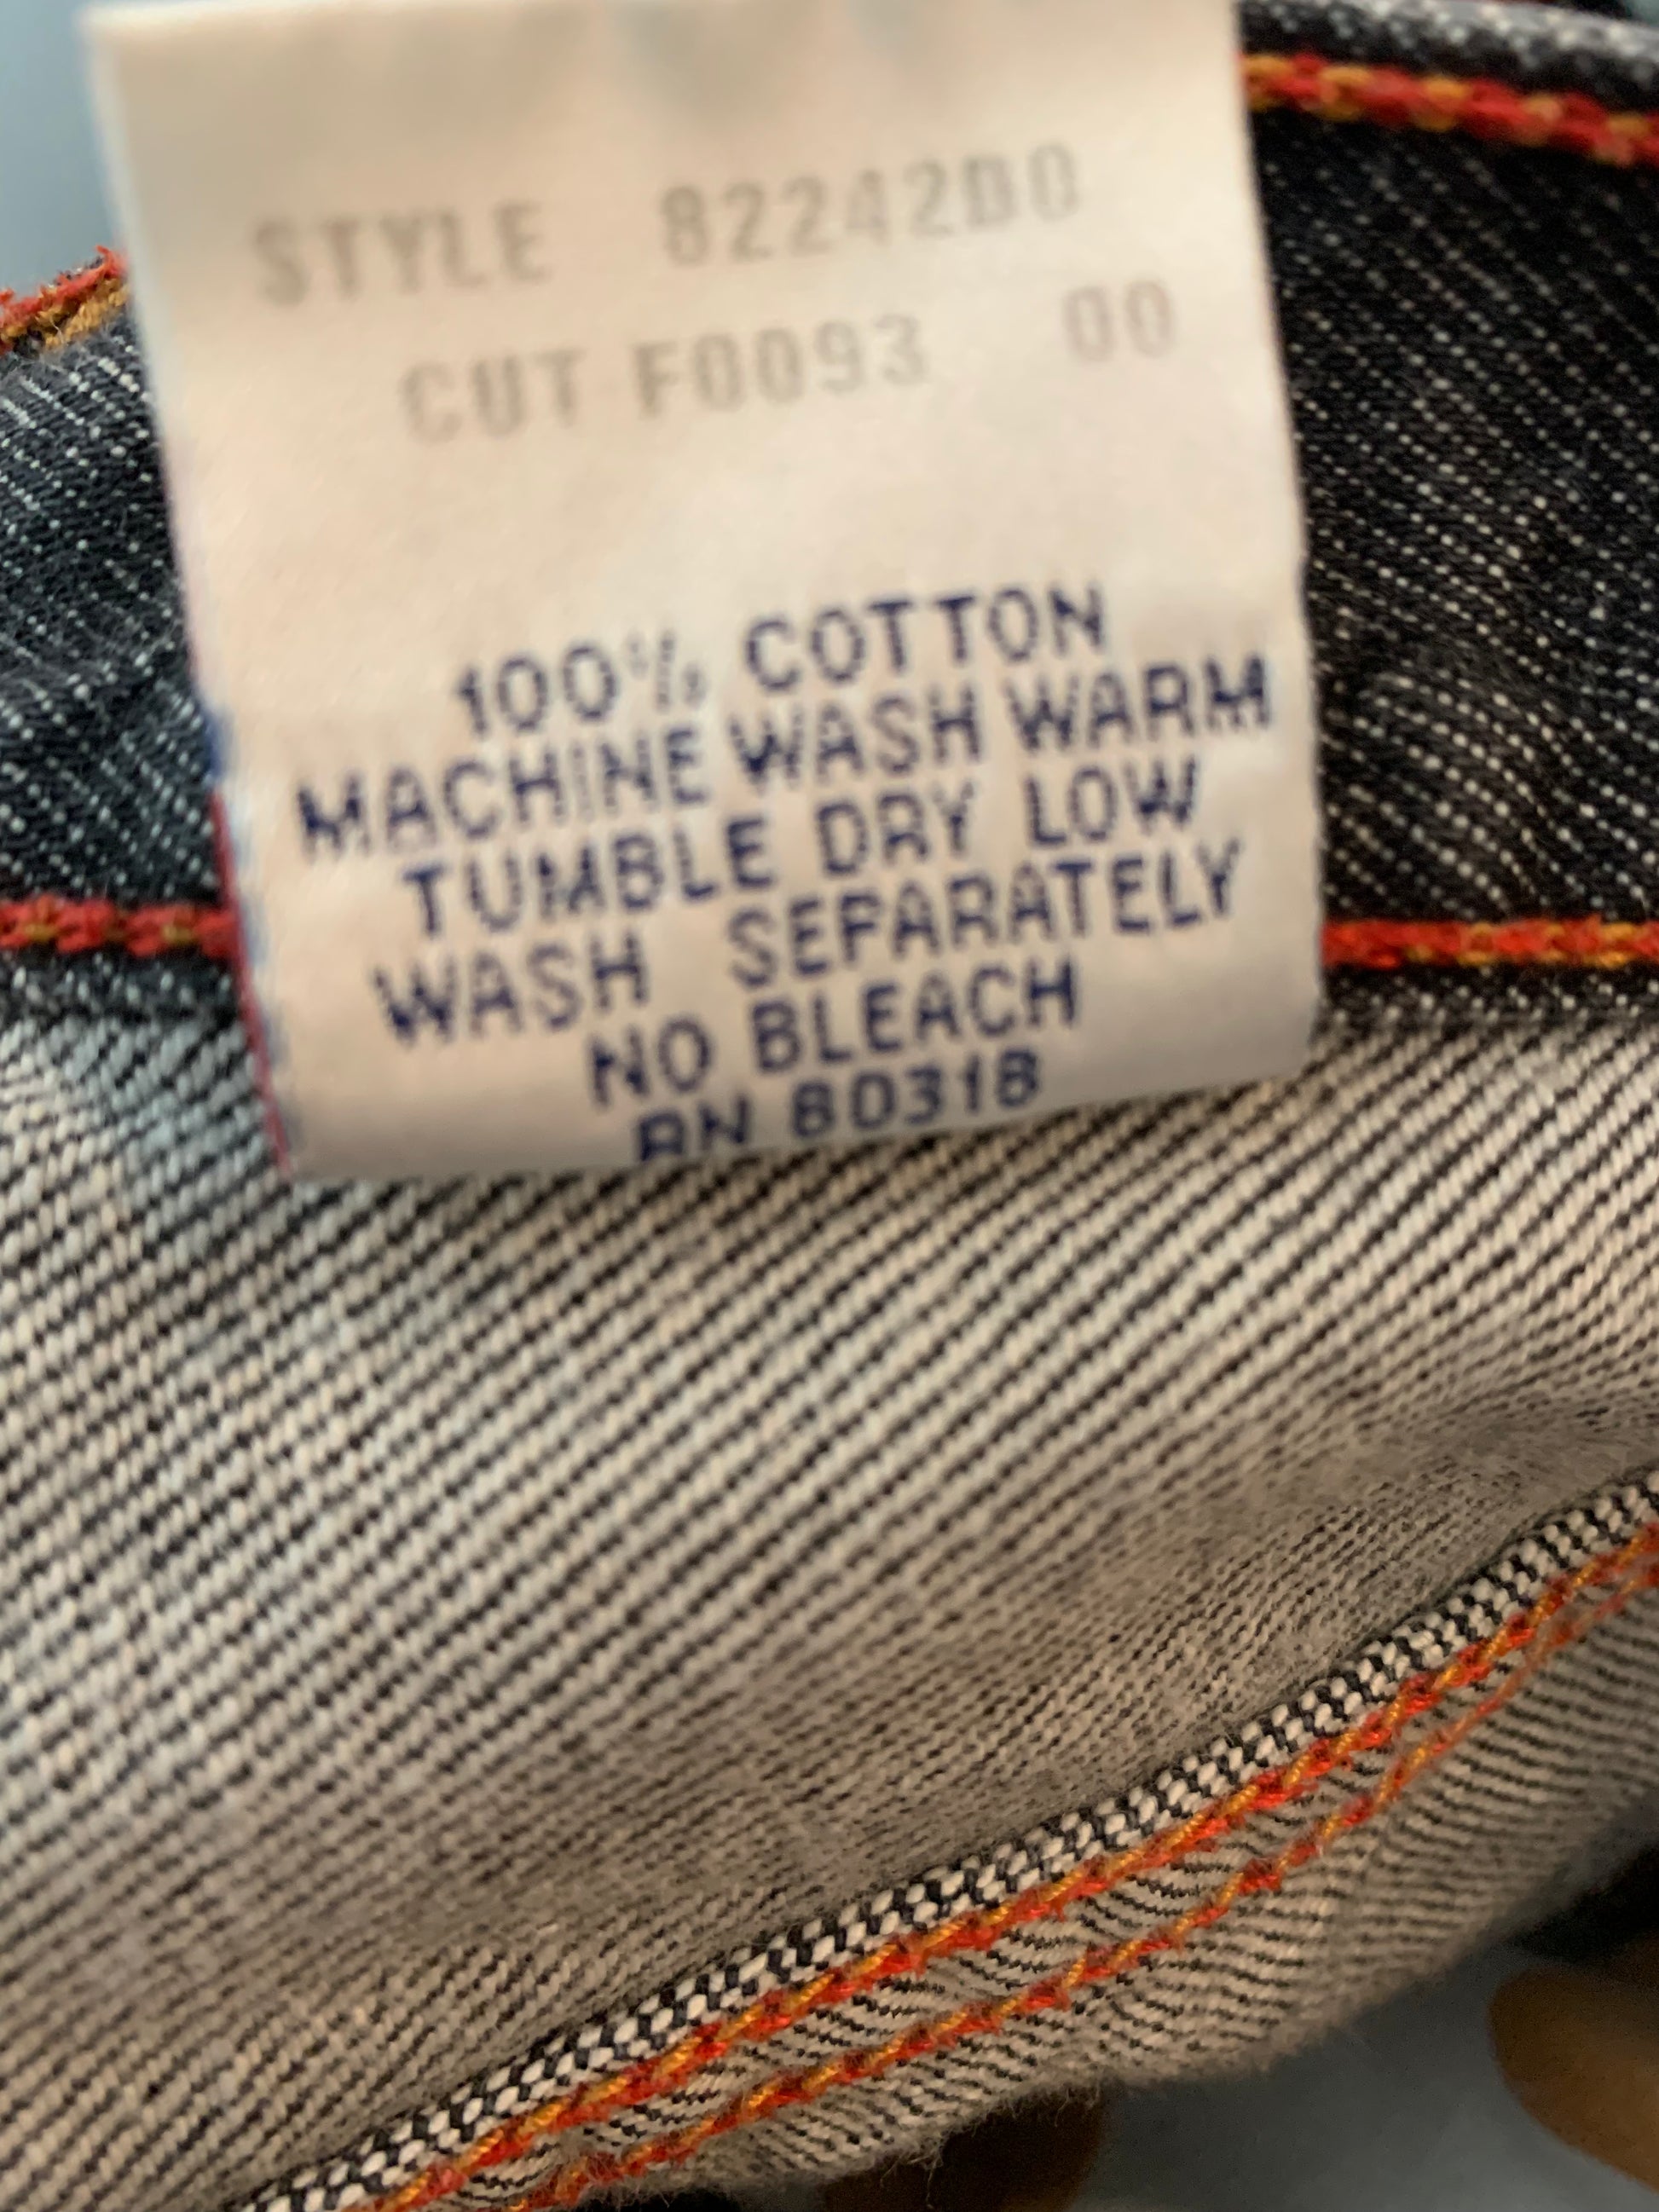 STYLE 82242D0
CUT F0093 00
100% COTTON
MACHINE WASH WARM
TUMBLE DRY LOW
WASH SEPARATELY
NO BLEACH
RN 80318